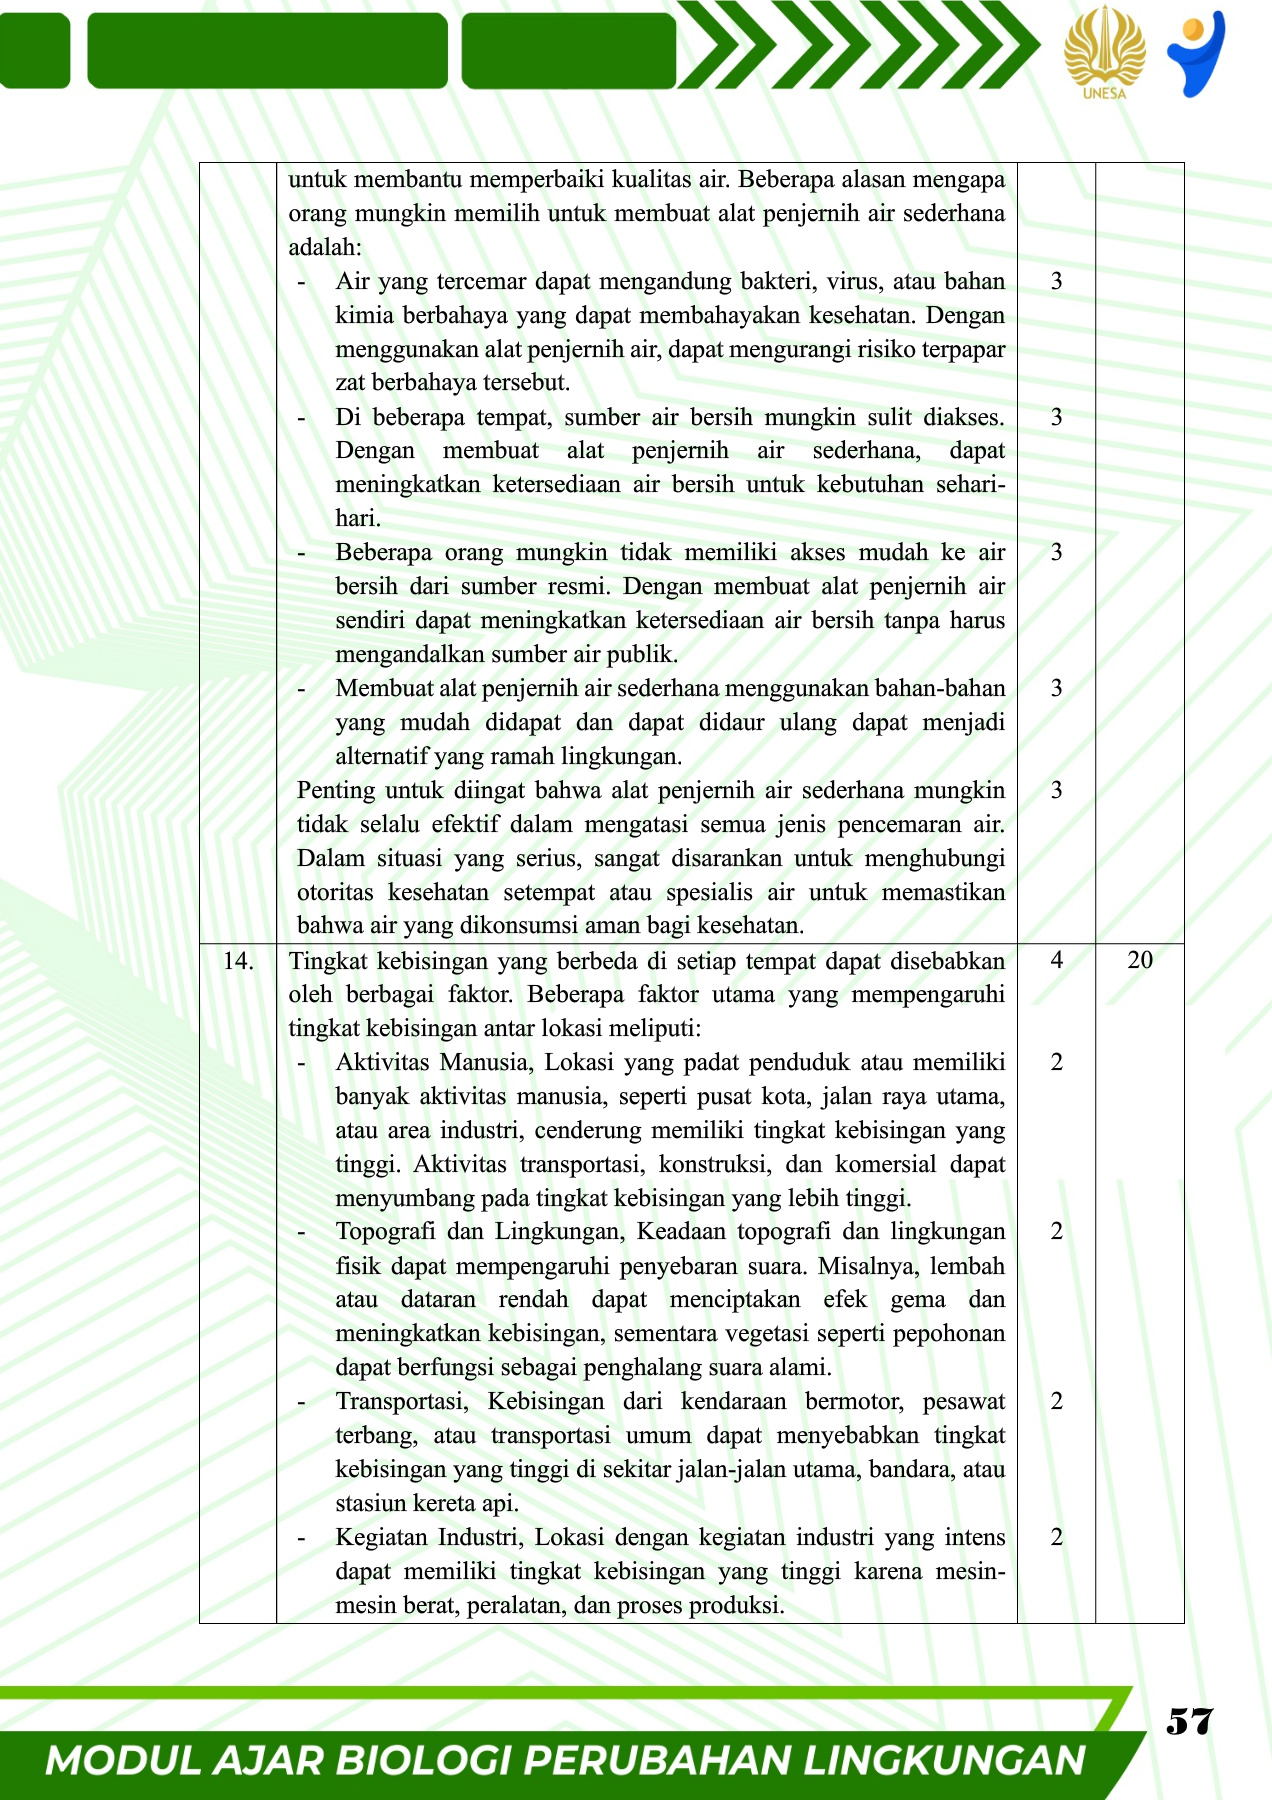 UNESA
untuk membantu memperbaiki kualitas air. Beberapa alasan mengapa
orang mungkin memilih untuk membuat alat penjernih air sederhana
adalah:
- Air yang tercemar dapat mengandung bakteri, virus, atau bahan 3
kimia berbahaya yang dapat membahayakan kesehatan. Dengan
menggunakan alat penjernih air, dapat mengurangi risiko terpapar
zat berbahaya tersebut.
- Di beberapa tempat, sumber air bersih mungkin sulit diakses. 3
Dengan membuat alat penjernih air sederhana, dapat
meningkatkan ketersediaan air bersih untuk kebutuhan sehari-
hari.
- Beberapa orang mungkin tidak memiliki akses mudah ke air 3
bersih dari sumber resmi. Dengan membuat alat penjernih air
sendiri dapat meningkatkan ketersediaan air bersih tanpa harus
mengandalkan sumber air publik.
- Membuat alat penjernih air sederhana menggunakan bahan-bahan 3
yang mudah didapat dan dapat didaur ulang dapat menjadi
alternatif yang ramah lingkungan.
Penting untuk diingat bahwa alat penjernih air sederhana mungkin 3
tidak selalu efektif dalam mengatasi semua jenis pencemaran air.
Dalam situasi yang serius, sangat disarankan untuk menghubungi
otoritas kesehatan setempat atau spesialis air untuk memastikan
bahwa air yang dikonsumsi aman bagi kesehatan.
14. Tingkat kebisingan yang berbeda di setiap tempat dapat disebabkan 4 20
oleh berbagai faktor. Beberapa faktor utama yang mempengaruhi
tingkat kebisingan antar lokasi meliputi:
- Aktivitas Manusia, Lokasi yang padat penduduk atau memiliki 2
banyak aktivitas manusia, seperti pusat kota, jalan raya utama,
atau area industri, cenderung memiliki tingkat kebisingan yang
tinggi. Aktivitas transportasi, konstruksi, dan komersial dapat
menyumbang pada tingkat kebisingan yang lebih tinggi.
- Topografi dan Lingkungan, Keadaan topografi dan lingkungan 2
fisik dapat mempengaruhi penyebaran suara. Misalnya, lembah
atau dataran rendah dapat menciptakan efek gema dan
meningkatkan kebisingan, sementara vegetasi seperti pepohonan
dapat berfungsi sebagai penghalang suara alami.
- Transportasi, Kebisingan dari kendaraan bermotor, pesawat 2
terbang, atau transportasi umum dapat menyebabkan tingkat
kebisingan yang tinggi di sekitar jalan-jalan utama, bandara, atau
stasiun kereta api.
- Kegiatan Industri, Lokasi dengan kegiatan industri yang intens 2
dapat memiliki tingkat kebisingan yang tinggi karena mesin-
mesin berat, peralatan, dan proses produksi.
57
MODUL AJAR BIOLOGI PERUBAHAN LINGKUNGAN